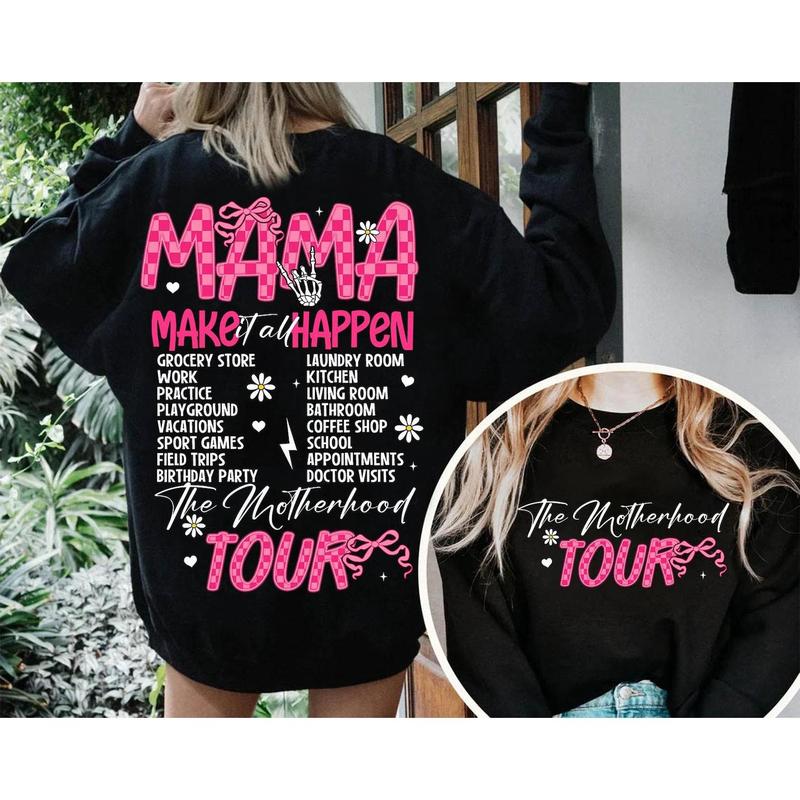 MAMA
MAKE it all HAPPEN
GROCERY STORE LAUNDRY ROOM
WORK KITCHEN
PRACTICE LIVING ROOM
PLAYGROUND BATHROOM
VACATIONS COFFEE SHOP
SPORT GAMES SCHOOL
FIELD TRIPS APPOINTMENTS
BIRTHDAY PARTY DOCTOR VISITS
The Motherhood
TOUR
The Motherhood
TOUR